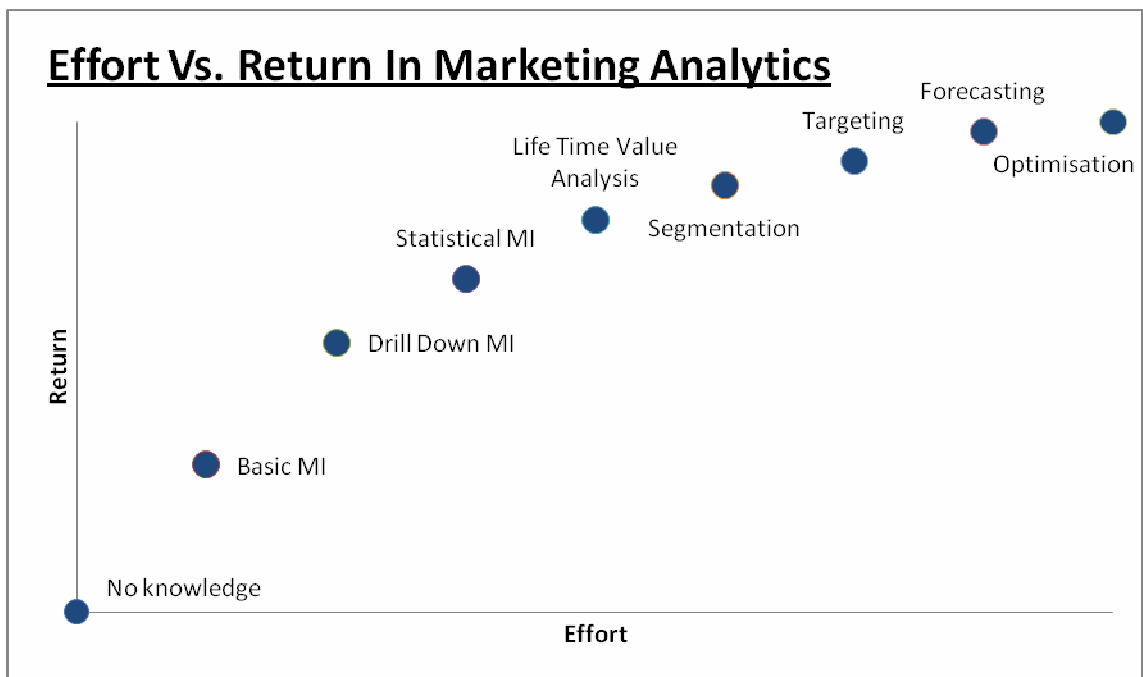 Effort Vs. Return In Marketing Analytics
Forecasting
Targeting
Optimisation
Life Time Value
Analysis
Segmentation
Statistical MI
Drill Down MI
Return
Basic MI
No knowledge
Effort